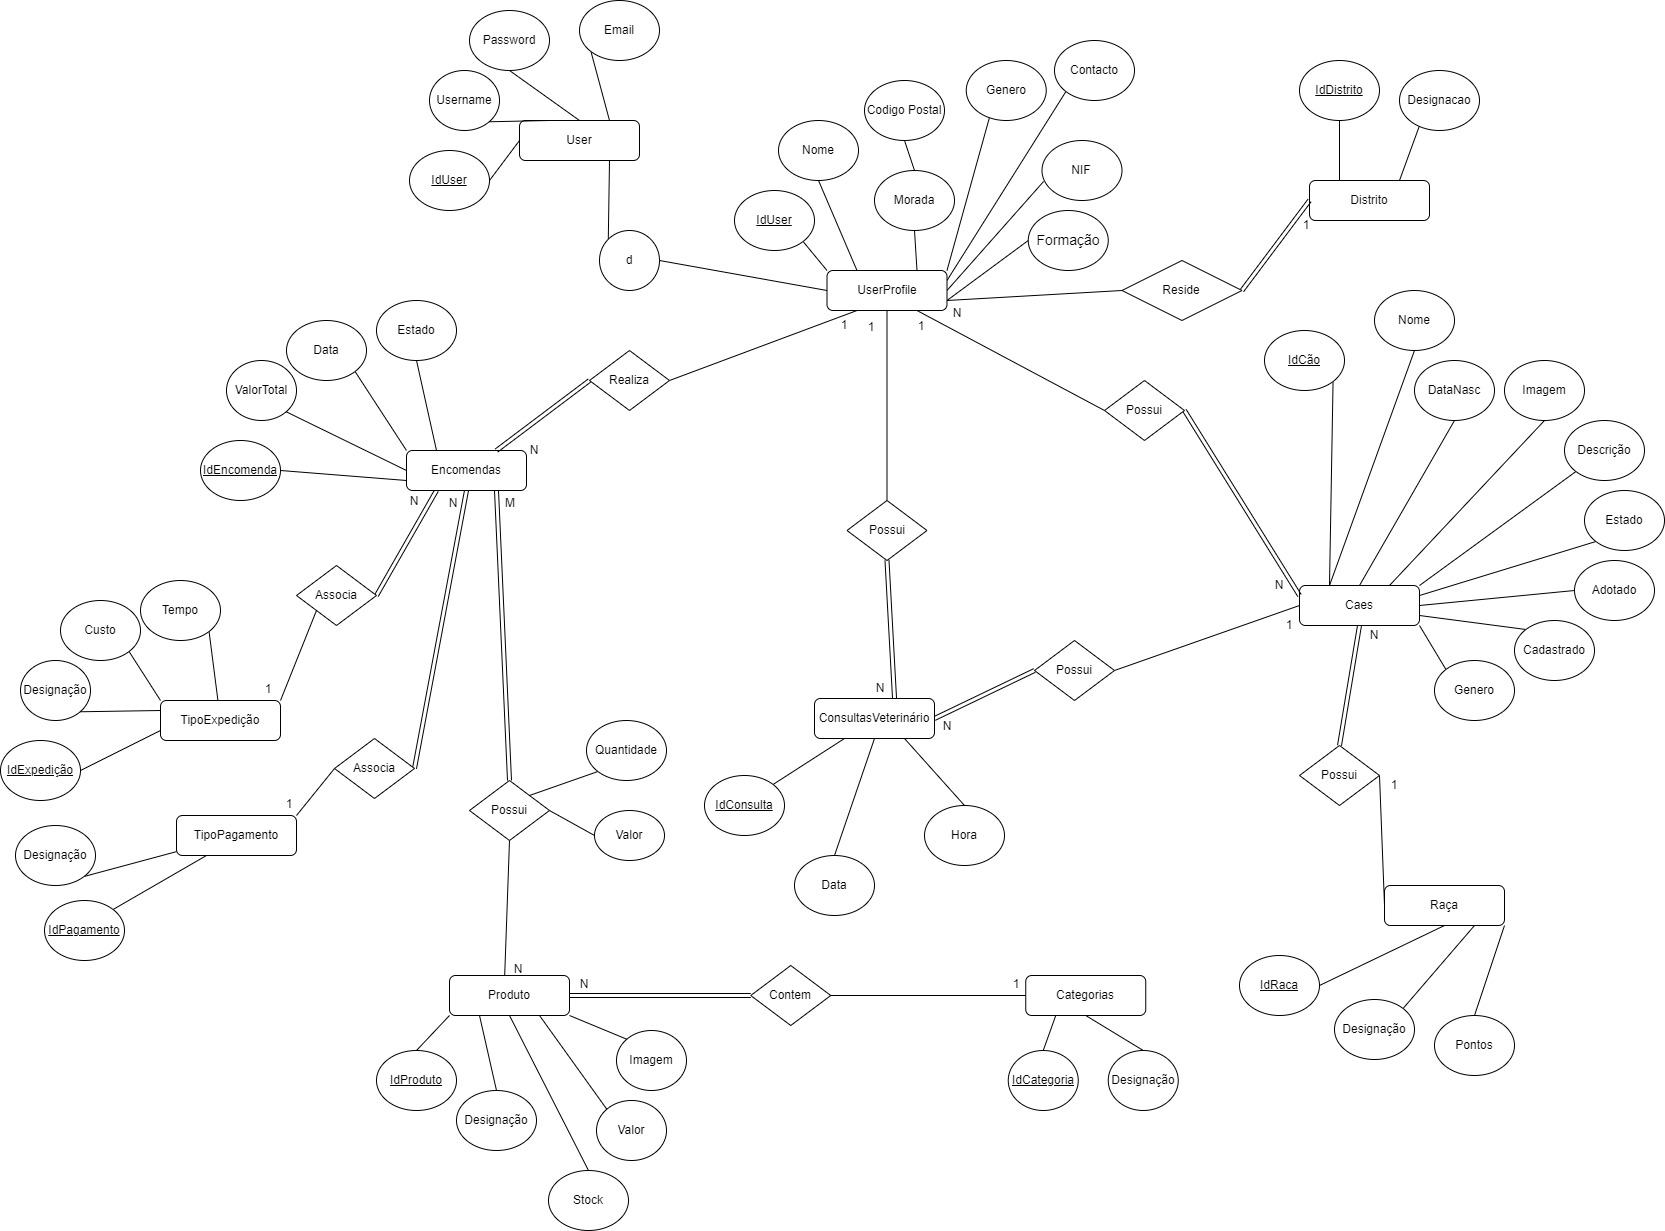 Email
Password
Username
User
IdUser
d
Contacto
Genero
Codigo Postal
Nome
NIF
Morada
IdUser
Formação
UserProfile
IdDistrito
Designacao
Distrito
1
Reside
N
1
1
1
Estado
Data
ValorTotal
Realiza
N
IdEncomenda
Encomendas
N
N
M
Possui
Nome
IdCão
DataNasc
Imagem
Descrição
Estado
Adotado
Cadastrado
Genero
N
Caes
1
N
Possui
Possui
N
N
ConsultasVeterinário
IdConsulta
Hora
Data
Possui
1
Raça
IdRaca
Designação
Pontos
Associa
Tempo
Custo
Designação
1
TipoExpedição
IdExpedição
Associa
1
TipoPagamento
Designação
IdPagamento
Quantidade
Possui
Valor
N
Produto
N
Contem
1
Categorias
IdProduto
Designação
Stock
Valor
Imagem
IdCategoria
Designação